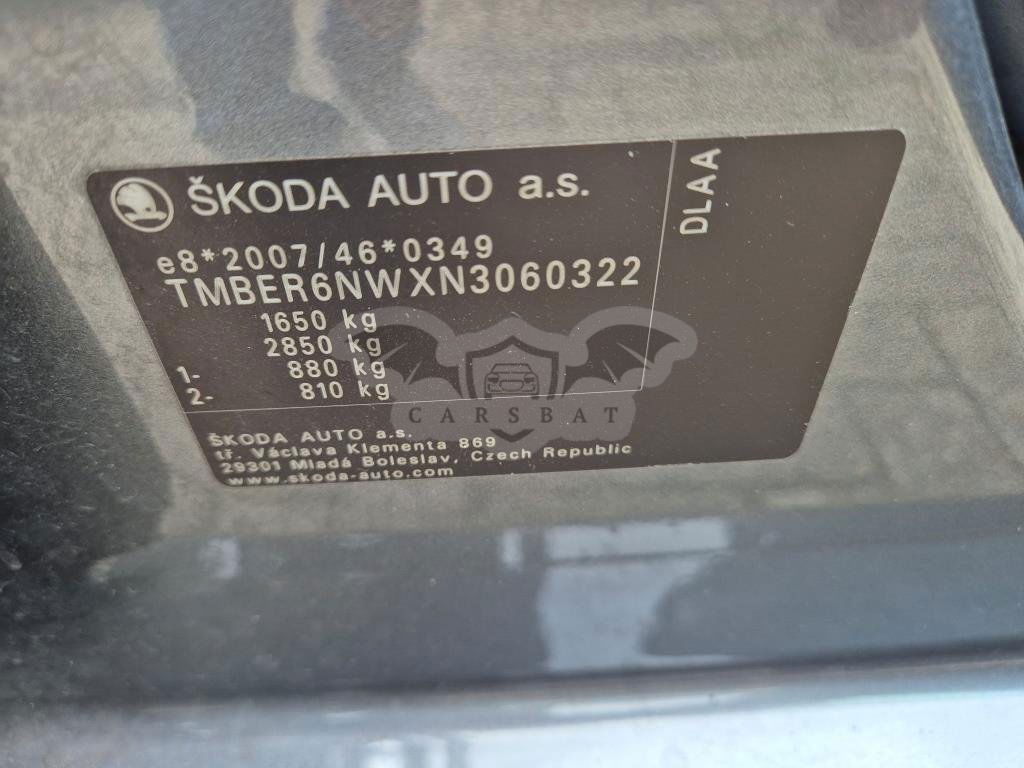 ŠKODA AUTO a.s.
DLAA
e8*2007/46*0349
TMBER6NWXN3060322
1650 kg
2850 kg
1- 880 kg
2- 810 kg
CARSBAT
ŠKODA AUTO a.s.
tř. Václava Klementa 869
29301 Mladá Boleslav, Czech Republic
www.skoda-auto.com